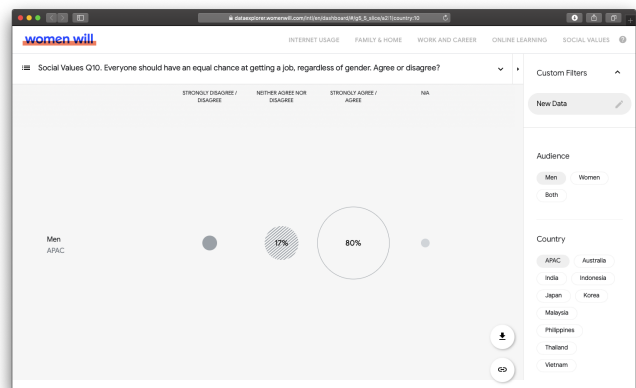 dataexplorer.womenwill.com/intl/en/dashboard/#/g5_5_slice/a2:1|country:10
women will
INTERNET USAGE FAMILY & HOME WORK AND CAREER ONLINE LEARNING SOCIAL VALUES ?
Social Values Q10. Everyone should have an equal chance at getting a job, regardless of gender. Agree or disagree?
STRONGLY DISAGREE /
DISAGREE
NEITHER AGREE NOR
DISAGREE
STRONGLY AGREE /
AGREE
N/A
Men
APAC
17%
80%
Custom Filters
New Data
Audience
Men Women
Both
Country
APAC Australia
India Indonesia
Japan Korea
Malaysia
Philippines
Thailand
Vietnam